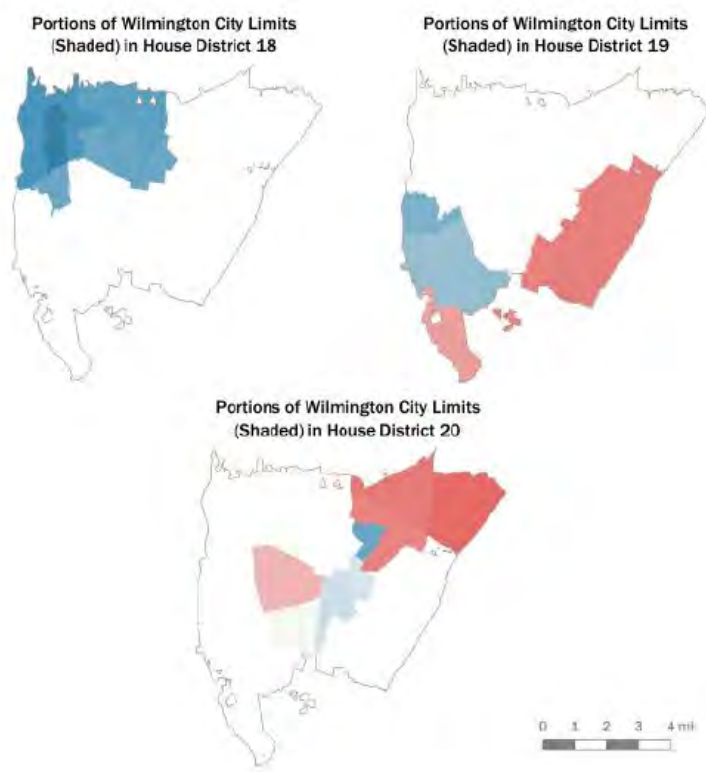 Portions of Wilmington City Limits
(Shaded) in House District 18
Portions of Wilmington City Limits
(Shaded) in House District 19
Portions of Wilmington City Limits
(Shaded) in House District 20
0 1 2 3 4 mi